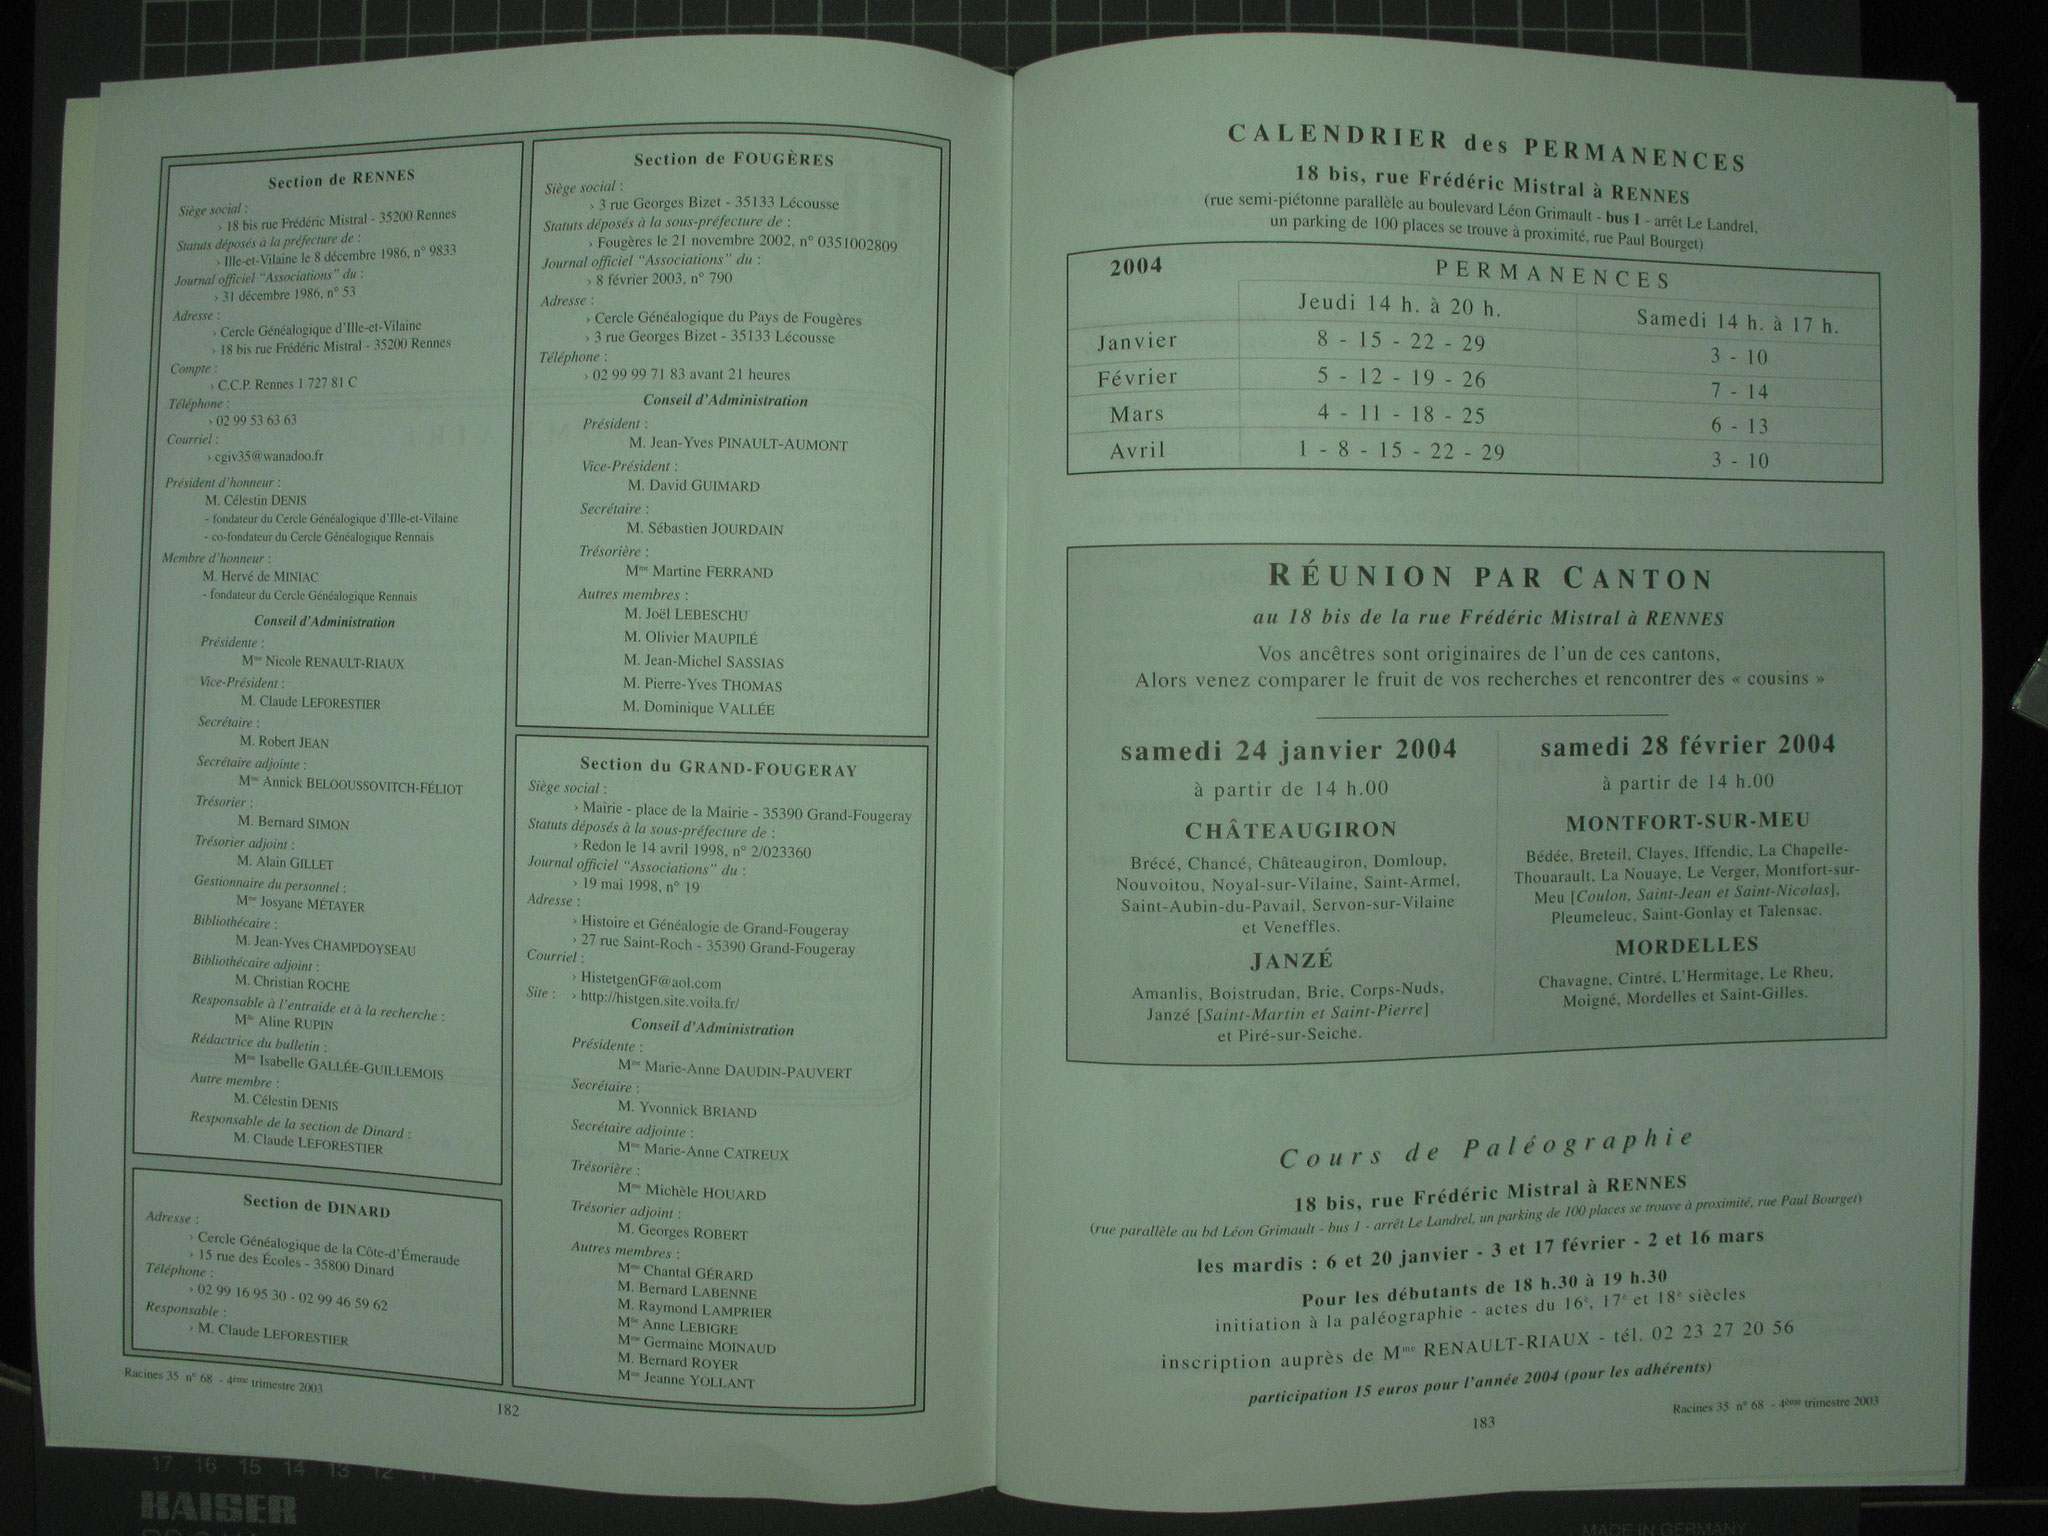 Section de RENNES
Siège social :
› 18 bis rue Frédéric Mistral - 35200 Rennes
Statuts déposés à la préfecture de :
› Ille-et-Vilaine le 8 décembre 1986, n° 9833
Journal officiel "Associations" du :
› 31 décembre 1986, n° 53
Adresse :
› Cercle Généalogique d'Ille-et-Vilaine
› 18 bis rue Frédéric Mistral - 35200 Rennes
Compte :
› C.C.P. Rennes 1 727 81 C
Téléphone :
› 02 99 53 63 63
Courriel :
› cgiv35@wanadoo.fr
Président d'honneur :
M. Célestin DENIS
- fondateur du Cercle Généalogique d'Ille-et-Vilaine
- co-fondateur du Cercle Généalogique Rennais
Membre d'honneur :
M. Hervé de MINIAC
- fondateur du Cercle Généalogique Rennais
Conseil d'Administration
Présidente :
Mme Nicole RENAULT-RIAUX
Vice-Président :
M. Claude LEFORESTIER
Secrétaire :
M. Robert JEAN
Secrétaire adjointe :
Mme Annick BELOOUSSOVITCH-FÉLIOT
Trésorier :
M. Bernard SIMON
Trésorier adjoint :
M. Alain GILLET
Gestionnaire du personnel :
Mme Josyane MÉTAYER
Bibliothécaire :
M. Jean-Yves CHAMPDOYSEAU
Bibliothécaire adjoint :
M. Christian ROCHE
Responsable à l'entraide et à la recherche :
Mlle Aline RUPIN
Rédactrice du bulletin :
Mme Isabelle GALLÉE-GUILLEMOIS
Autre membre :
M. Célestin DENIS
Responsable de la section de Dinard :
M. Claude LEFORESTIER
Section de DINARD
Adresse :
› Cercle Généalogique de la Côte-d'Émeraude
› 15 rue des Écoles - 35800 Dinard
Téléphone :
› 02 99 16 95 30 - 02 99 46 59 62
Responsable :
› M. Claude LEFORESTIER
Section de FOUGÈRES
Siège social :
› 3 rue Georges Bizet - 35133 Lécousse
Statuts déposés à la sous-préfecture de :
› Fougères le 21 novembre 2002, n° 0351002809
Journal officiel "Associations" du :
› 8 février 2003, n° 790
Adresse :
› Cercle Généalogique du Pays de Fougères
› 3 rue Georges Bizet - 35133 Lécousse
Téléphone :
› 02 99 99 71 83 avant 21 heures
Conseil d'Administration
Président :
M. Jean-Yves PINAULT-AUMONT
Vice-Président :
M. David GUIMARD
Secrétaire :
M. Sébastien JOURDAIN
Trésorière :
Mme Martine FERRAND
Autres membres :
M. Joël LEBESCHU
M. Olivier MAUPILÉ
M. Jean-Michel SASSIAS
M. Pierre-Yves THOMAS
M. Dominique VALLÉE
Section du GRAND-FOUGERAY
Siège social :
› Mairie - place de la Mairie - 35390 Grand-Fougeray
Statuts déposés à la sous-préfecture de :
› Redon le 14 avril 1998, n° 2/023360
Journal officiel "Associations" du :
› 19 mai 1998, n° 19
Adresse :
› Histoire et Généalogie de Grand-Fougeray
› 27 rue Saint-Roch - 35390 Grand-Fougeray
Courriel :
› HistetgenGF@aol.com
Site : › http://histgen.site.voila.fr/
Conseil d'Administration
Présidente :
Mme Marie-Anne DAUDIN-PAUVERT
Secrétaire :
M. Yvonnick BRIAND
Secrétaire adjointe :
Mme Marie-Anne CATREUX
Trésorière :
Mme Michèle HOUARD
Trésorier adjoint :
M. Georges ROBERT
Autres membres :
Mme Chantal GÉRARD
M. Bernard LABENNE
M. Raymond LAMPRIER
Mlle Anne LEBIGRE
Mme Germaine MOINAUD
M. Bernard ROYER
Mme Jeanne YOLLANT
Racines 35 n° 68 - 4ème trimestre 2003
182
CALENDRIER des PERMANENCES
18 bis, rue Frédéric Mistral à RENNES
(rue semi-piétonne parallèle au boulevard Léon Grimault - bus 1 - arrêt Le Landrel,
un parking de 100 places se trouve à proximité, rue Paul Bourget)
2004 PERMANENCES
Jeudi 14 h. à 20 h. Samedi 14 h. à 17 h.
Janvier 8 - 15 - 22 - 29 3 - 10
Février 5 - 12 - 19 - 26 7 - 14
Mars 4 - 11 - 18 - 25 6 - 13
Avril 1 - 8 - 15 - 22 - 29 3 - 10
RÉUNION PAR CANTON
au 18 bis de la rue Frédéric Mistral à RENNES
Vos ancêtres sont originaires de l'un de ces cantons,
Alors venez comparer le fruit de vos recherches et rencontrer des « cousins »
samedi 24 janvier 2004
à partir de 14 h.00
CHÂTEAUGIRON
Brécé, Chancé, Châteaugiron, Domloup,
Nouvoitou, Noyal-sur-Vilaine, Saint-Armel,
Saint-Aubin-du-Pavail, Servon-sur-Vilaine
et Veneffles.
JANZÉ
Amanlis, Boistrudan, Brie, Corps-Nuds,
Janzé [Saint-Martin et Saint-Pierre]
et Piré-sur-Seiche.
samedi 28 février 2004
à partir de 14 h.00
MONTFORT-SUR-MEU
Bédée, Breteil, Clayes, Iffendic, La Chapelle-
Thouarault, La Nouaye, Le Verger, Montfort-sur-
Meu [Coulon, Saint-Jean et Saint-Nicolas],
Pleumeleuc, Saint-Gonlay et Talensac.
MORDELLES
Chavagne, Cintré, L'Hermitage, Le Rheu,
Moigné, Mordelles et Saint-Gilles.
Cours de Paléographie
18 bis, rue Frédéric Mistral à RENNES
(rue parallèle au bd Léon Grimault - bus 1 - arrêt Le Landrel, un parking de 100 places se trouve à proximité, rue Paul Bourget)
les mardis : 6 et 20 janvier - 3 et 17 février - 2 et 16 mars
Pour les débutants de 18 h.30 à 19 h.30
initiation à la paléographie - actes du 16e, 17e et 18e siècles
inscription auprès de Mme RENAULT-RIAUX - tél. 02 23 27 20 56
participation 15 euros pour l'année 2004 (pour les adhérents)
Racines 35 n° 68 - 4ème trimestre 2003
183
17 16 15 14 13 12 11
KAISER
MADE IN GERMANY